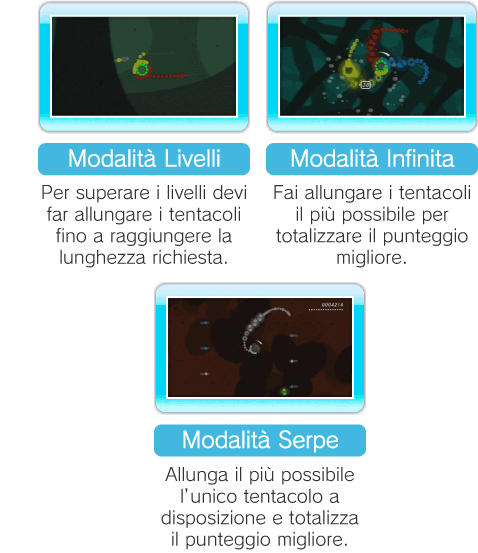 Modalità Livelli
Per superare i livelli devi
far allungare i tentacoli
fino a raggiungere la
lunghezza richiesta.
Modalità Infinita
Fai allungare i tentacoli
il più possibile per
totalizzare il punteggio
migliore.
0004214
Modalità Serpe
Allunga il più possibile
l'unico tentacolo a
disposizione e totalizza
il punteggio migliore.